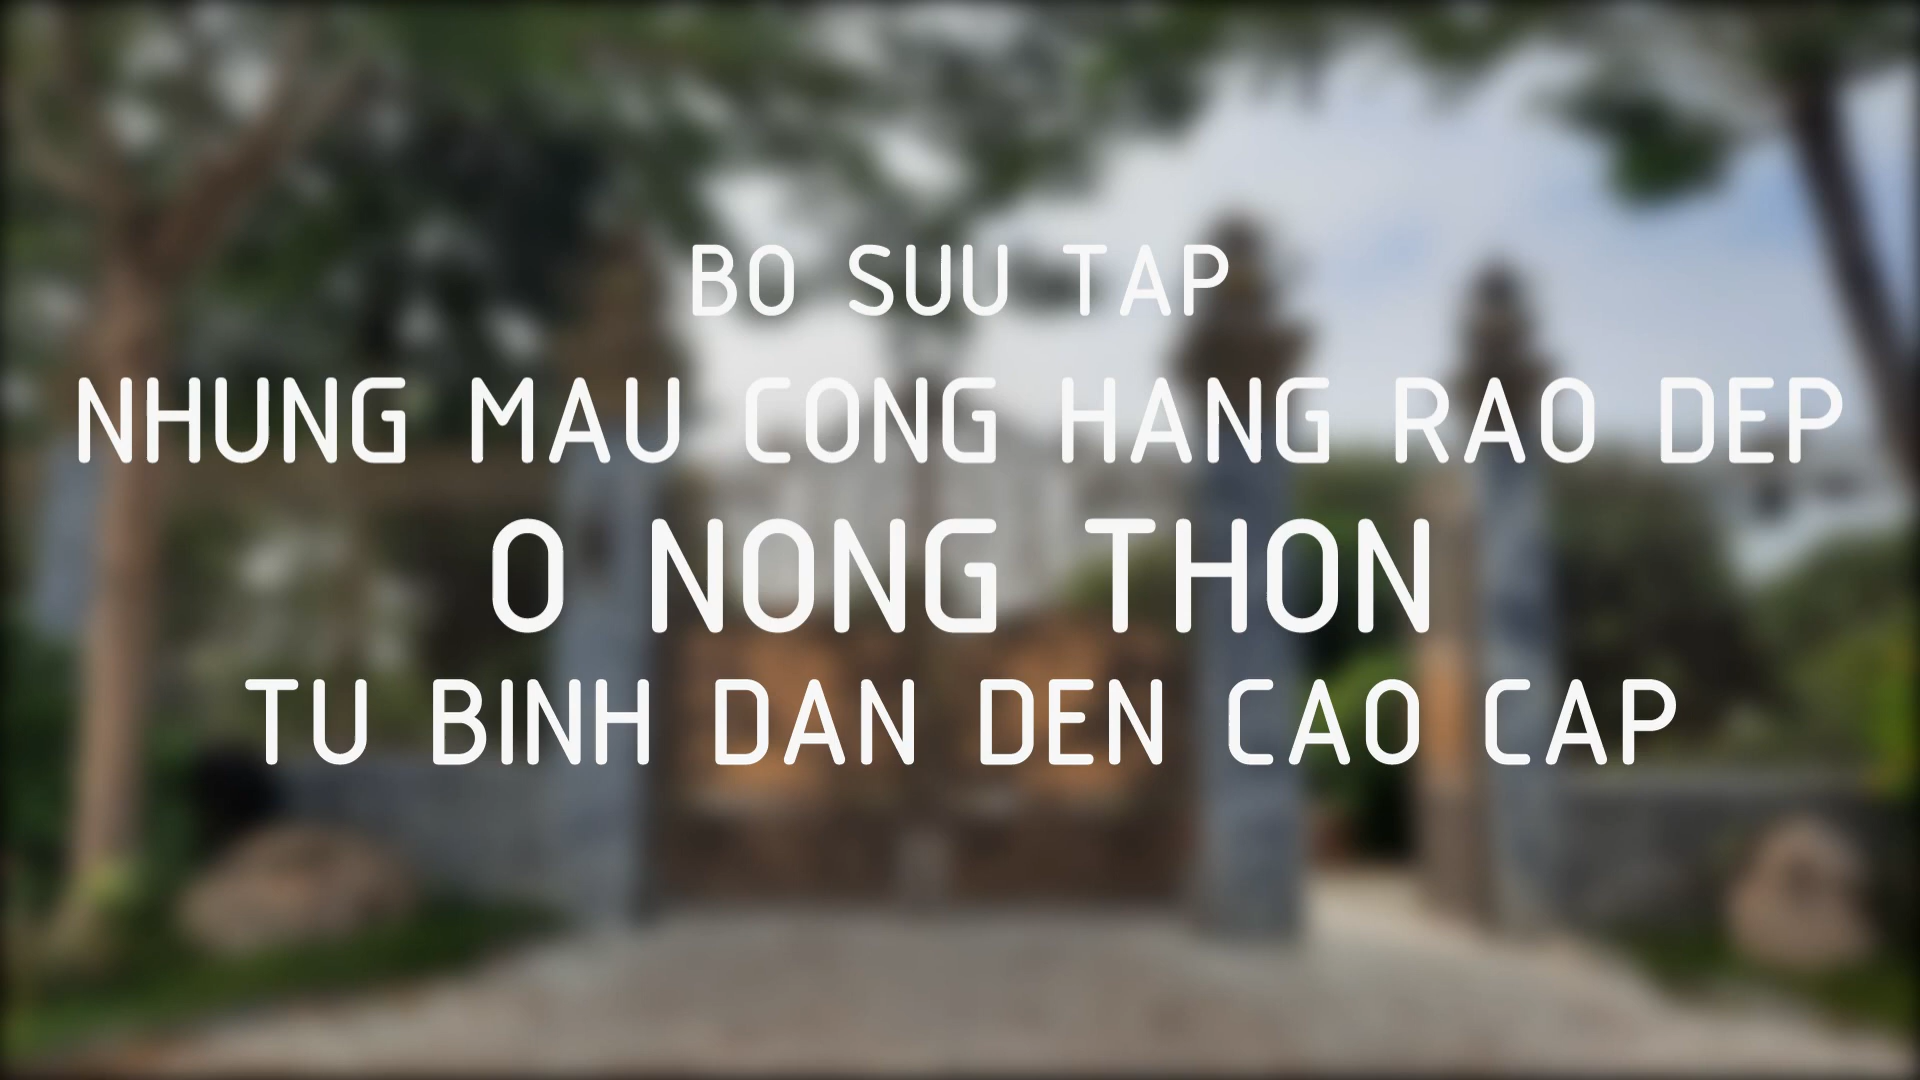 BO SUU TAP
NHUNG MAU CONG HANG RAO DEP
O NONG THON
TU BINH DAN DEN CAO CAP